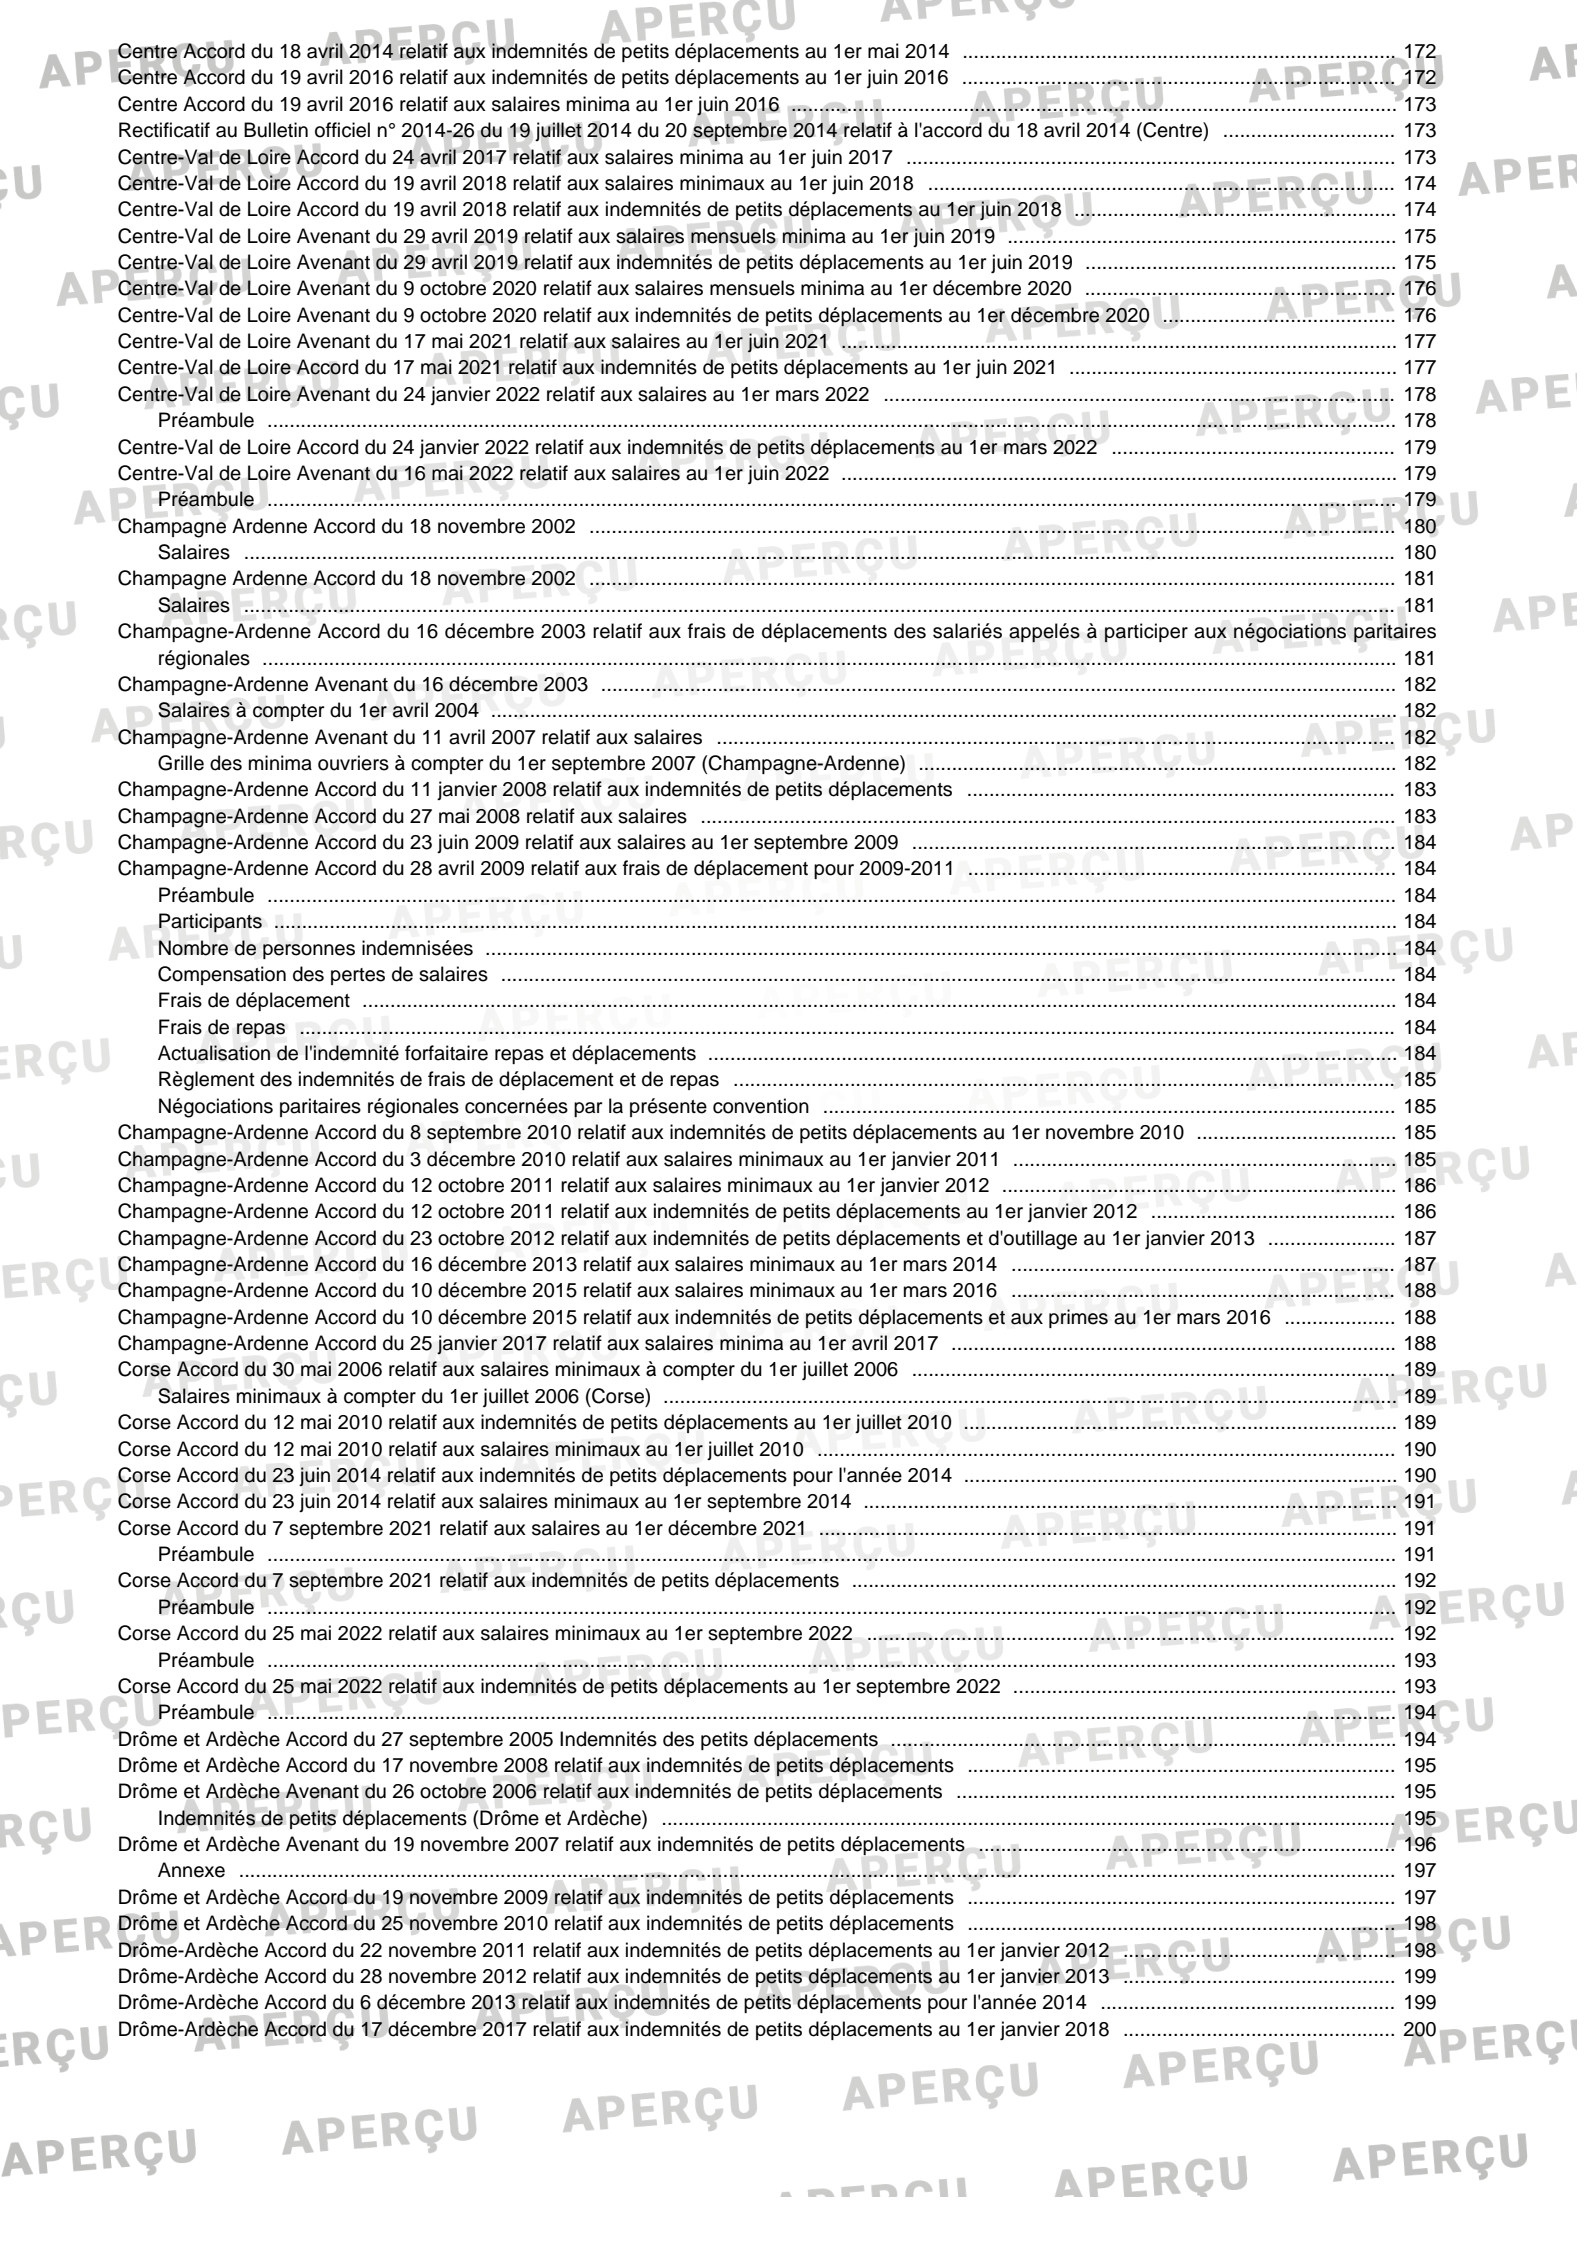 Centre Accord du 18 avril 2014 relatif aux indemnités de petits déplacements au 1er mai 2014 ........ 172
Centre Accord du 19 avril 2016 relatif aux indemnités de petits déplacements au 1er juin 2016 ........ 172
Centre Accord du 19 avril 2016 relatif aux salaires minima au 1er juin 2016 ........ 173
Rectificatif au Bulletin officiel n° 2014-26 du 19 juillet 2014 du 20 septembre 2014 relatif à l'accord du 18 avril 2014 (Centre) ........ 173
Centre-Val de Loire Accord du 24 avril 2017 relatif aux salaires minima au 1er juin 2017 ........ 173
Centre-Val de Loire Accord du 19 avril 2018 relatif aux salaires minimaux au 1er juin 2018 ........ 174
Centre-Val de Loire Accord du 19 avril 2018 relatif aux indemnités de petits déplacements au 1er juin 2018 ........ 174
Centre-Val de Loire Avenant du 29 avril 2019 relatif aux salaires mensuels minima au 1er juin 2019 ........ 175
Centre-Val de Loire Avenant du 29 avril 2019 relatif aux indemnités de petits déplacements au 1er juin 2019 ........ 175
Centre-Val de Loire Avenant du 9 octobre 2020 relatif aux salaires mensuels minima au 1er décembre 2020 ........ 176
Centre-Val de Loire Avenant du 9 octobre 2020 relatif aux indemnités de petits déplacements au 1er décembre 2020 ........ 176
Centre-Val de Loire Avenant du 17 mai 2021 relatif aux salaires au 1er juin 2021 ........ 177
Centre-Val de Loire Avenant du 17 mai 2021 relatif aux indemnités de petits déplacements au 1er juin 2021 ........ 177
Centre-Val de Loire Avenant du 24 janvier 2022 relatif aux salaires au 1er mars 2022 ........ 178
Préambule ........ 178
Centre-Val de Loire Accord du 24 janvier 2022 relatif aux indemnités de petits déplacements au 1er mars 2022 ........ 179
Centre-Val de Loire Avenant du 16 mai 2022 relatif aux salaires au 1er juin 2022 ........ 179
Préambule ........ 179
Champagne Ardenne Accord du 18 novembre 2002 ........ 180
Salaires ........ 180
Champagne Ardenne Accord du 18 novembre 2002 ........ 181
Salaires ........ 181
Champagne-Ardenne Accord du 16 décembre 2003 relatif aux frais de déplacements des salariés appelés à participer aux négociations paritaires
régionales ........ 181
Champagne-Ardenne Avenant du 16 décembre 2003 ........ 182
Salaires à compter du 1er avril 2004 ........ 182
Champagne-Ardenne Avenant du 11 avril 2007 relatif aux salaires ........ 182
Grille des minima ouvriers à compter du 1er septembre 2007 (Champagne-Ardenne) ........ 182
Champagne-Ardenne Accord du 11 janvier 2008 relatif aux indemnités de petits déplacements ........ 183
Champagne-Ardenne Accord du 27 mai 2008 relatif aux salaires ........ 183
Champagne-Ardenne Accord du 23 juin 2009 relatif aux salaires au 1er septembre 2009 ........ 184
Champagne-Ardenne Accord du 28 avril 2009 relatif aux frais de déplacement pour 2009-2011 ........ 184
Préambule ........ 184
Participants ........ 184
Nombre de personnes indemnisées ........ 184
Compensation des pertes de salaires ........ 184
Frais de déplacement ........ 184
Frais de repas ........ 184
Actualisation de l'indemnité forfaitaire repas et déplacements ........ 184
Règlement des indemnités de frais de déplacement et de repas ........ 185
Négociations paritaires régionales concernées par la présente convention ........ 185
Champagne-Ardenne Accord du 8 septembre 2010 relatif aux indemnités de petits déplacements au 1er novembre 2010 ........ 185
Champagne-Ardenne Accord du 3 décembre 2010 relatif aux salaires minimaux au 1er janvier 2011 ........ 185
Champagne-Ardenne Accord du 12 octobre 2011 relatif aux salaires minimaux au 1er janvier 2012 ........ 186
Champagne-Ardenne Accord du 12 octobre 2011 relatif aux indemnités de petits déplacements au 1er janvier 2012 ........ 186
Champagne-Ardenne Accord du 23 octobre 2012 relatif aux indemnités de petits déplacements et d'outillage au 1er janvier 2013 ........ 187
Champagne-Ardenne Accord du 16 décembre 2013 relatif aux salaires minimaux au 1er mars 2014 ........ 187
Champagne-Ardenne Accord du 10 décembre 2015 relatif aux salaires minimaux au 1er mars 2016 ........ 188
Champagne-Ardenne Accord du 10 décembre 2015 relatif aux indemnités de petits déplacements et aux primes au 1er mars 2016 ........ 188
Champagne-Ardenne Accord du 25 janvier 2017 relatif aux salaires minima au 1er avril 2017 ........ 188
Corse Accord du 30 mai 2006 relatif aux salaires minimaux à compter du 1er juillet 2006 ........ 189
Salaires minimaux à compter du 1er juillet 2006 (Corse) ........ 189
Corse Accord du 12 mai 2010 relatif aux indemnités de petits déplacements au 1er juillet 2010 ........ 189
Corse Accord du 12 mai 2010 relatif aux salaires minimaux au 1er juillet 2010 ........ 190
Corse Accord du 23 juin 2014 relatif aux indemnités de petits déplacements pour l'année 2014 ........ 190
Corse Accord du 23 juin 2014 relatif aux salaires minimaux au 1er septembre 2014 ........ 191
Corse Accord du 7 septembre 2021 relatif aux salaires au 1er décembre 2021 ........ 191
Préambule ........ 191
Corse Accord du 7 septembre 2021 relatif aux indemnités de petits déplacements ........ 192
Préambule ........ 192
Corse Accord du 25 mai 2022 relatif aux salaires minimaux au 1er septembre 2022 ........ 192
Préambule ........ 193
Corse Accord du 25 mai 2022 relatif aux indemnités de petits déplacements au 1er septembre 2022 ........ 193
Préambule ........ 194
Drôme et Ardèche Accord du 27 septembre 2005 Indemnités des petits déplacements ........ 194
Drôme et Ardèche Accord du 17 novembre 2008 relatif aux indemnités de petits déplacements ........ 195
Drôme et Ardèche Avenant du 26 octobre 2006 relatif aux indemnités de petits déplacements ........ 195
Indemnités de petits déplacements (Drôme et Ardèche) ........ 195
Drôme et Ardèche Avenant du 19 novembre 2007 relatif aux indemnités de petits déplacements ........ 196
Annexe ........ 197
Drôme et Ardèche Accord du 19 novembre 2009 relatif aux indemnités de petits déplacements ........ 197
Drôme et Ardèche Accord du 25 novembre 2010 relatif aux indemnités de petits déplacements ........ 198
Drôme-Ardèche Accord du 22 novembre 2011 relatif aux indemnités de petits déplacements au 1er janvier 2012 ........ 198
Drôme-Ardèche Accord du 28 novembre 2012 relatif aux indemnités de petits déplacements au 1er janvier 2013 ........ 199
Drôme-Ardèche Accord du 6 décembre 2013 relatif aux indemnités de petits déplacements pour l'année 2014 ........ 199
Drôme-Ardèche Accord du 17 décembre 2017 relatif aux indemnités de petits déplacements au 1er janvier 2018 ........ 200
APERÇU